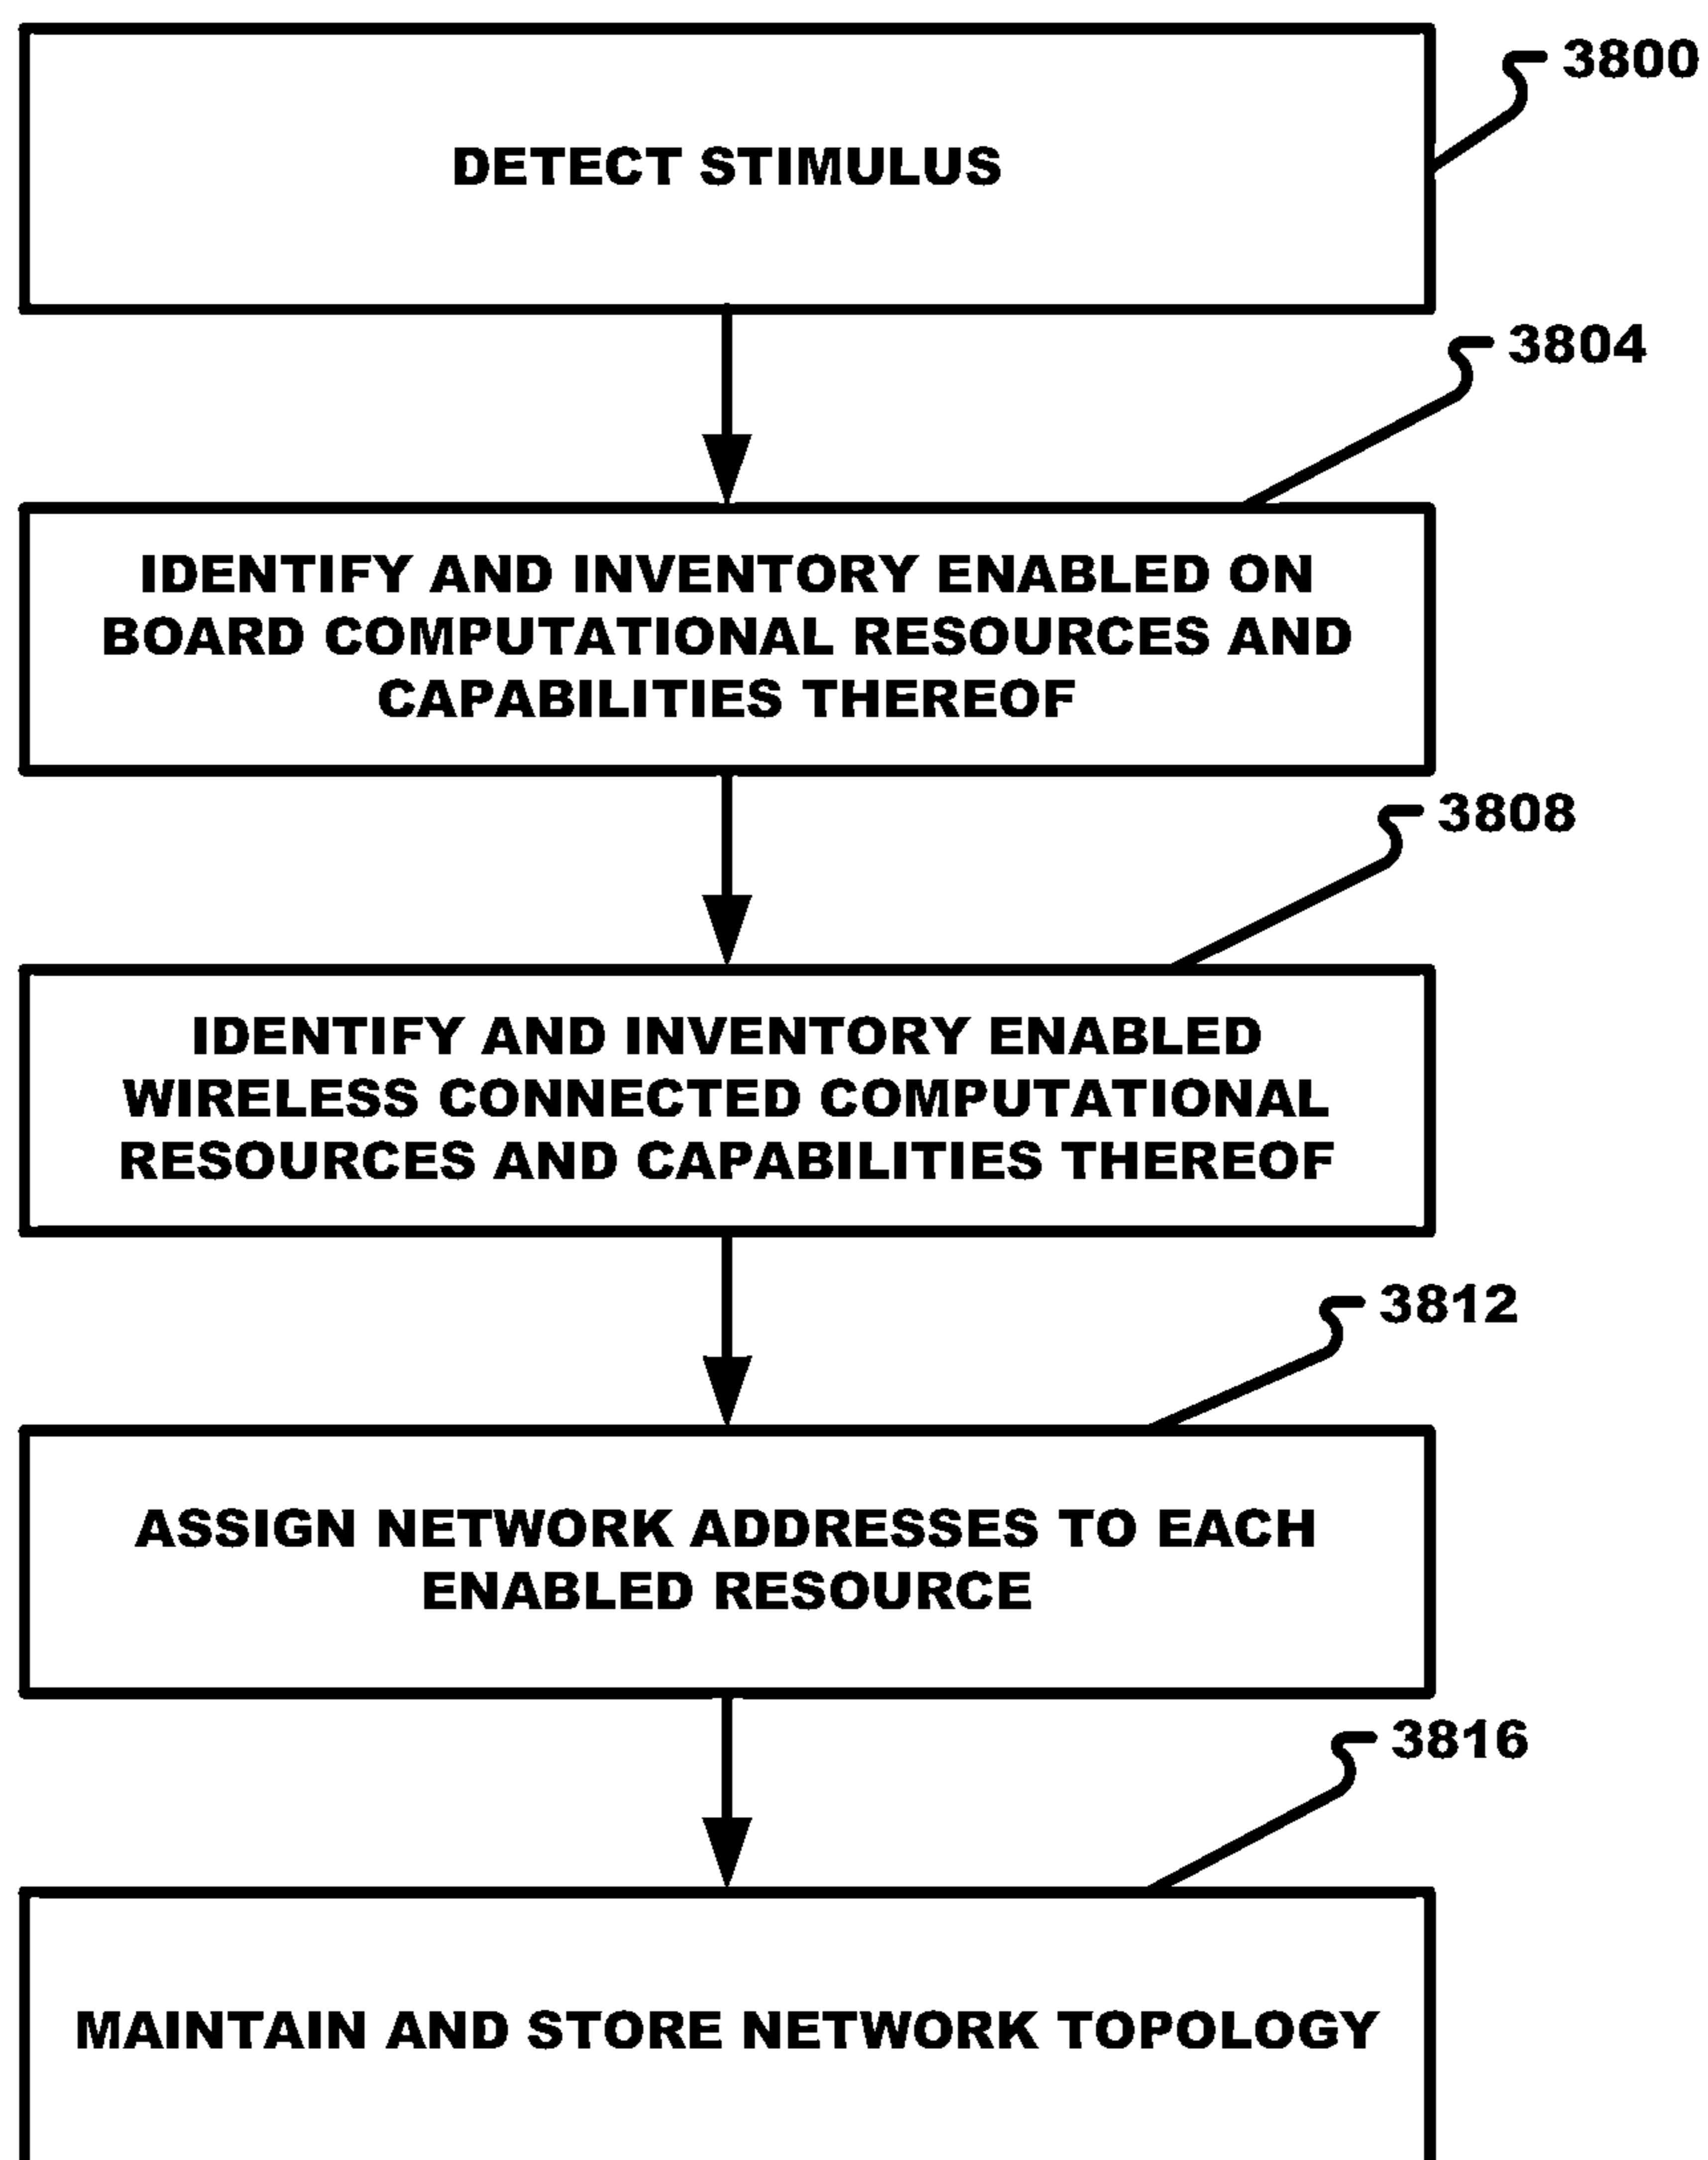 3800
DETECT STIMULUS
3804
IDENTIFY AND INVENTORY ENABLED ON
BOARD COMPUTATIONAL RESOURCES AND
CAPABILITIES THEREOF
3808
IDENTIFY AND INVENTORY ENABLED
WIRELESS CONNECTED COMPUTATIONAL
RESOURCES AND CAPABILITIES THEREOF
3812
ASSIGN NETWORK ADDRESSES TO EACH
ENABLED RESOURCE
3816
MAINTAIN AND STORE NETWORK TOPOLOGY